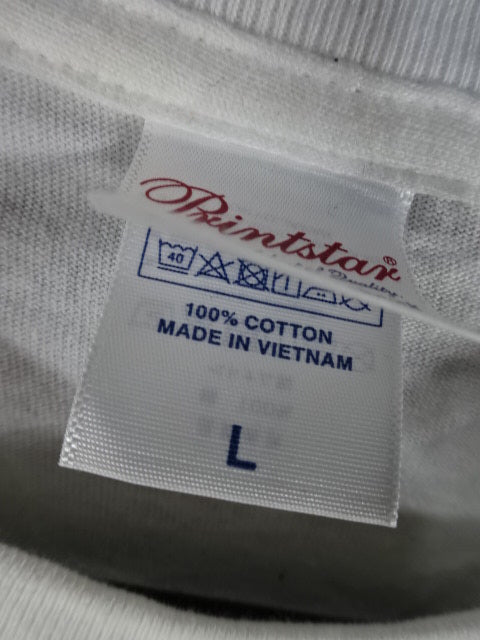 Printstar®
40
100% COTTON
MADE IN VIETNAM
L